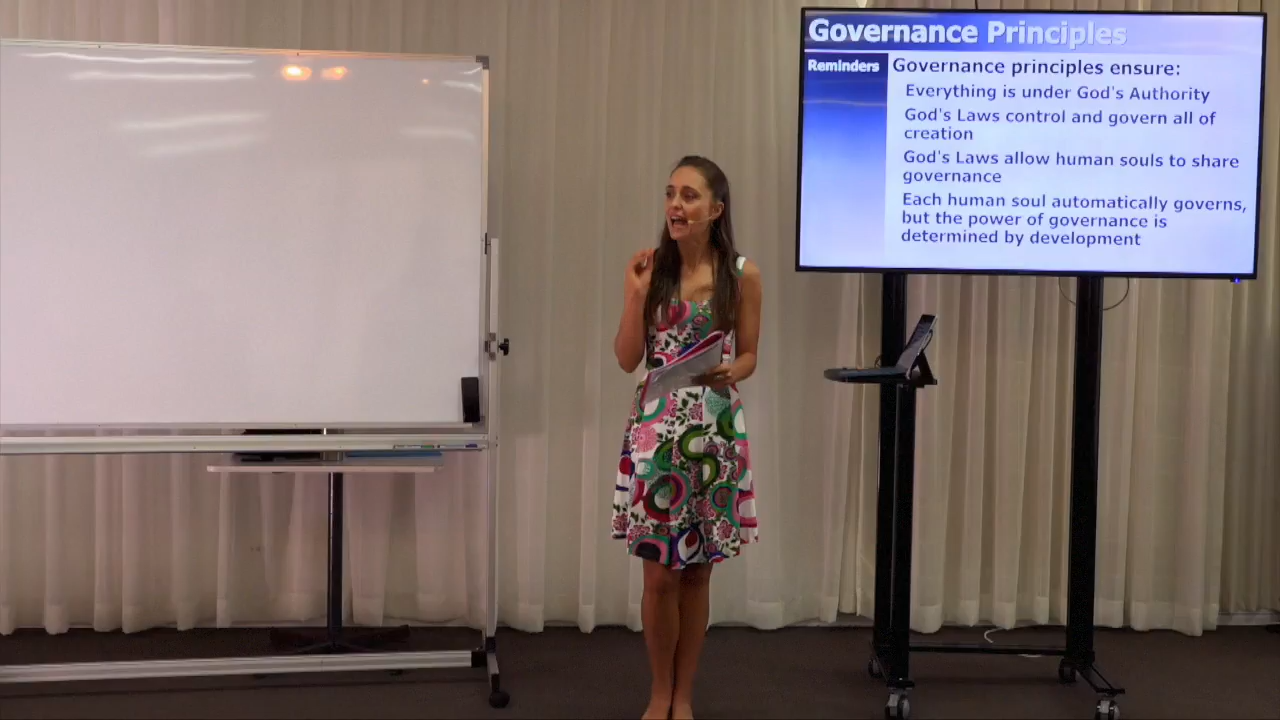 Governance Principles
Reminders
Governance principles ensure:
Everything is under God's Authority
God's Laws control and govern all of
creation
God's Laws allow human souls to share
governance
Each human soul automatically governs,
but the power of governance is
determined by development